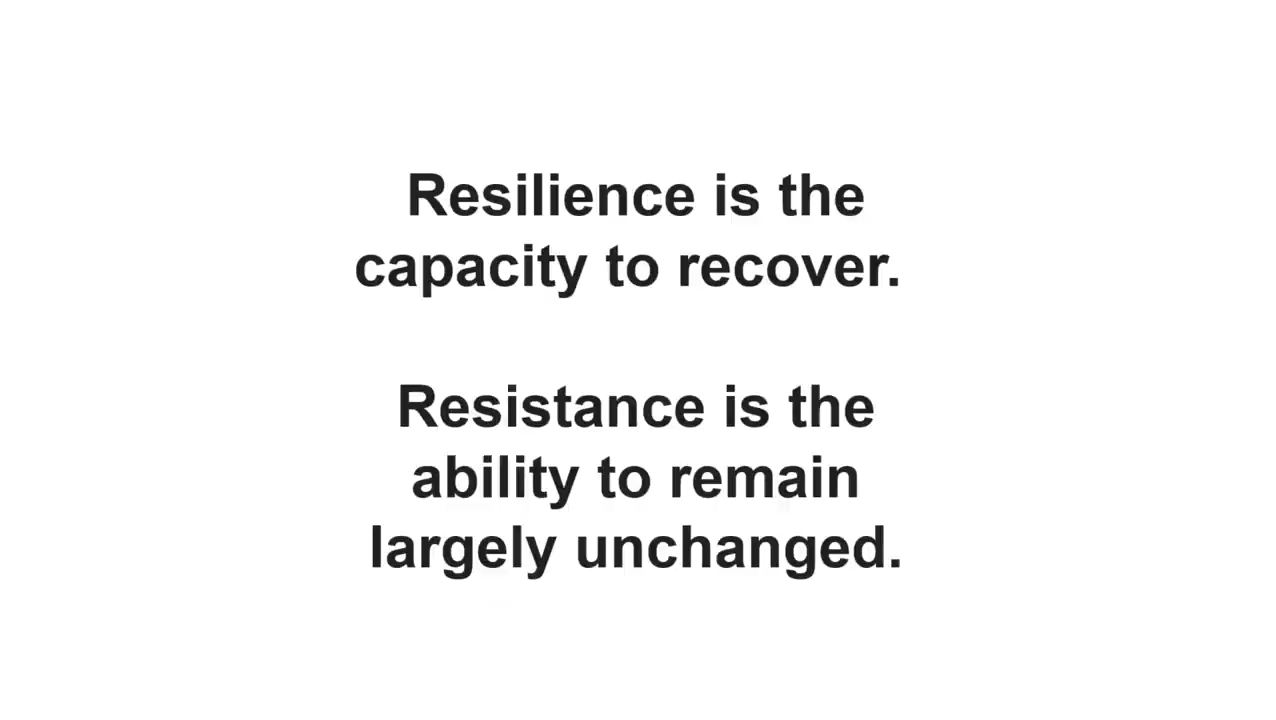 Resilience is the
capacity to recover.
Resistance is the
ability to remain
largely unchanged.